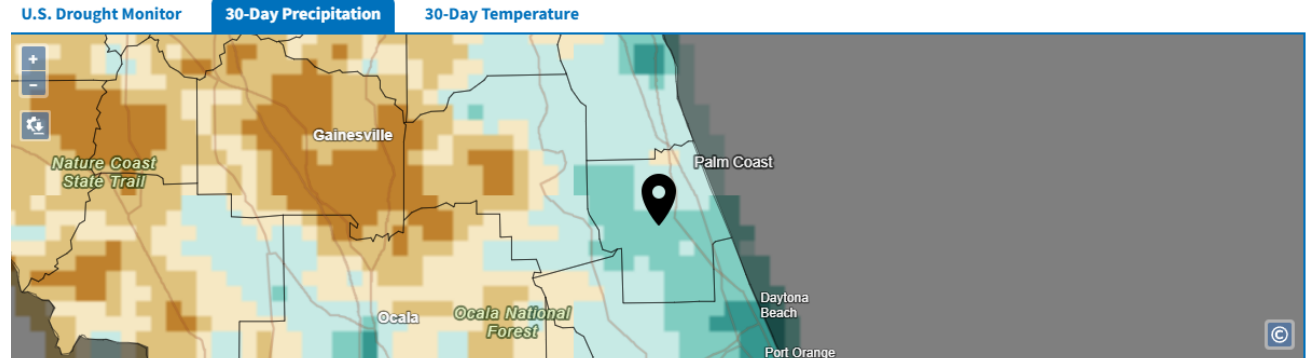 U.S. Drought Monitor
30-Day Precipitation
30-Day Temperature
+
−
Gainesville
Nature Coast
State Trail
Palm Coast
Daytona
Beach
Ocala
Ocala National
Forest
Port Orange
©